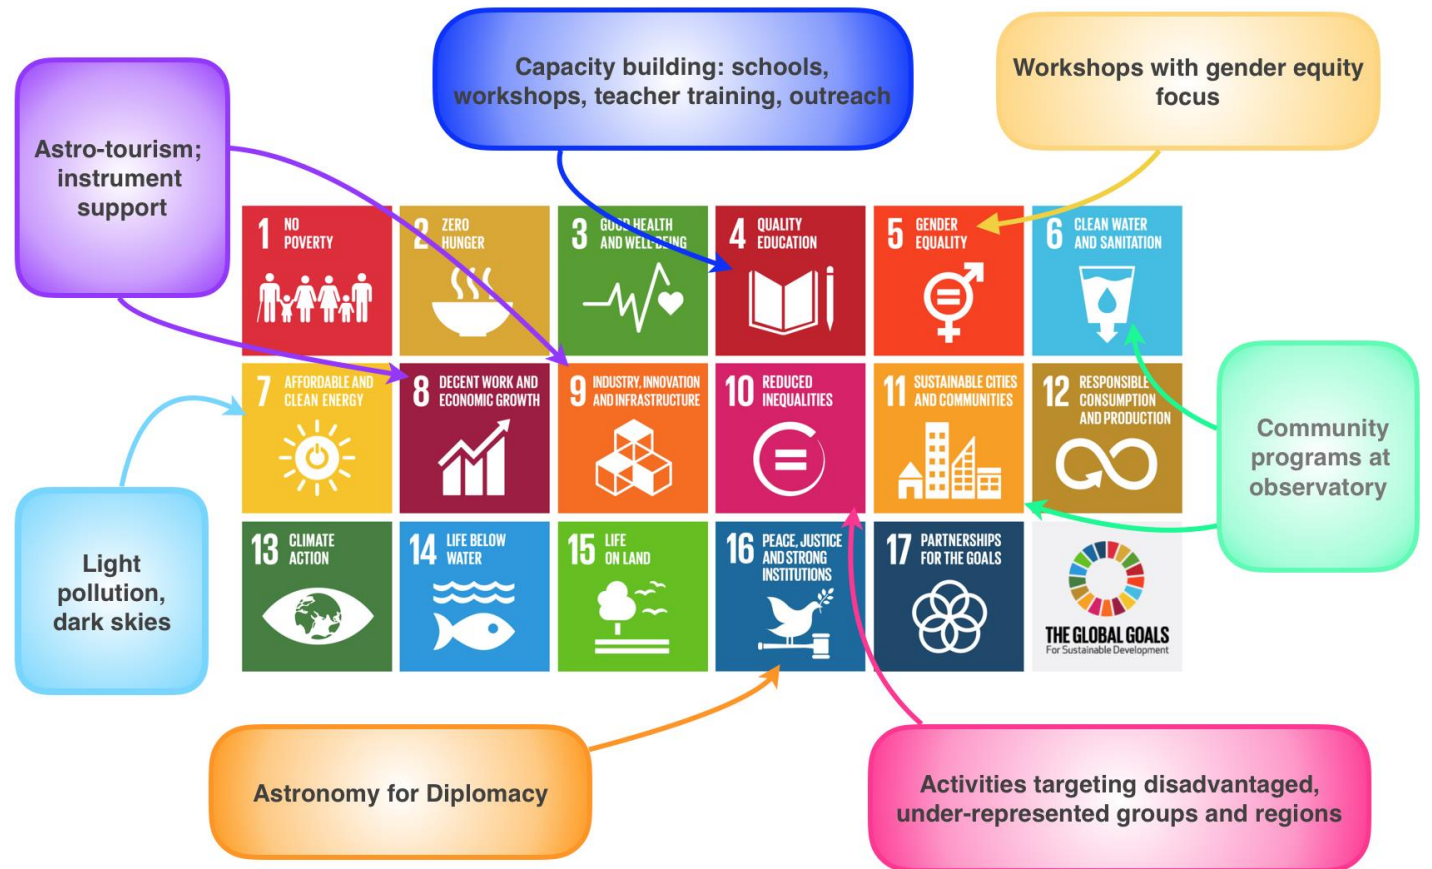 Capacity building: schools,
workshops, teacher training, outreach
Workshops with gender equity
focus
Astro-tourism;
instrument
support
1 NO
POVERTY
2 ZERO
HUNGER
3 GOOD HEALTH
AND WELL-BEING
4 QUALITY
EDUCATION
5 GENDER
EQUALITY
6 CLEAN WATER
AND SANITATION
7 AFFORDABLE AND
CLEAN ENERGY
8 DECENT WORK AND
ECONOMIC GROWTH
9 INDUSTRY, INNOVATION
AND INFRASTRUCTURE
10 REDUCED
INEQUALITIES
11 SUSTAINABLE CITIES
AND COMMUNITIES
12 RESPONSIBLE
CONSUMPTION
AND PRODUCTION
Community
programs at
observatory
Light
pollution,
dark skies
13 CLIMATE
ACTION
14 LIFE BELOW
WATER
15 LIFE
ON LAND
16 PEACE, JUSTICE
AND STRONG
INSTITUTIONS
17 PARTNERSHIPS
FOR THE GOALS
THE GLOBAL GOALS
For Sustainable Development
Astronomy for Diplomacy
Activities targeting disadvantaged,
under-represented groups and regions